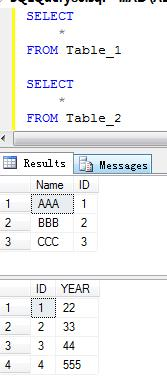 SELECT
*
FROM Table_1
SELECT
*
FROM Table_2
Results Messages
Name ID
1 AAA 1
2 BBB 2
3 CCC 3
ID YEAR
1 1 22
2 2 33
3 3 44
4 4 555